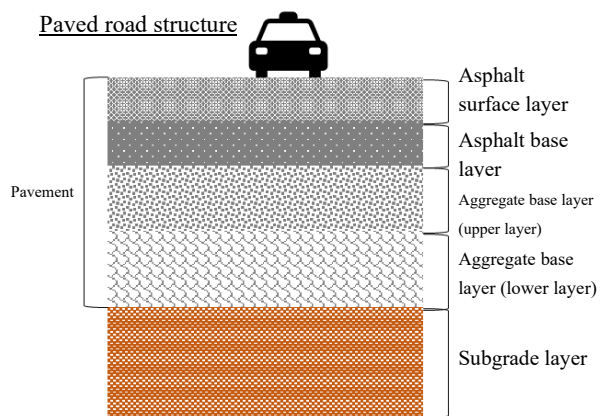 Paved road structure
Asphalt
surface layer
Asphalt base
layer
Pavement
Aggregate base layer
(upper layer)
Aggregate base
layer (lower layer)
Subgrade layer